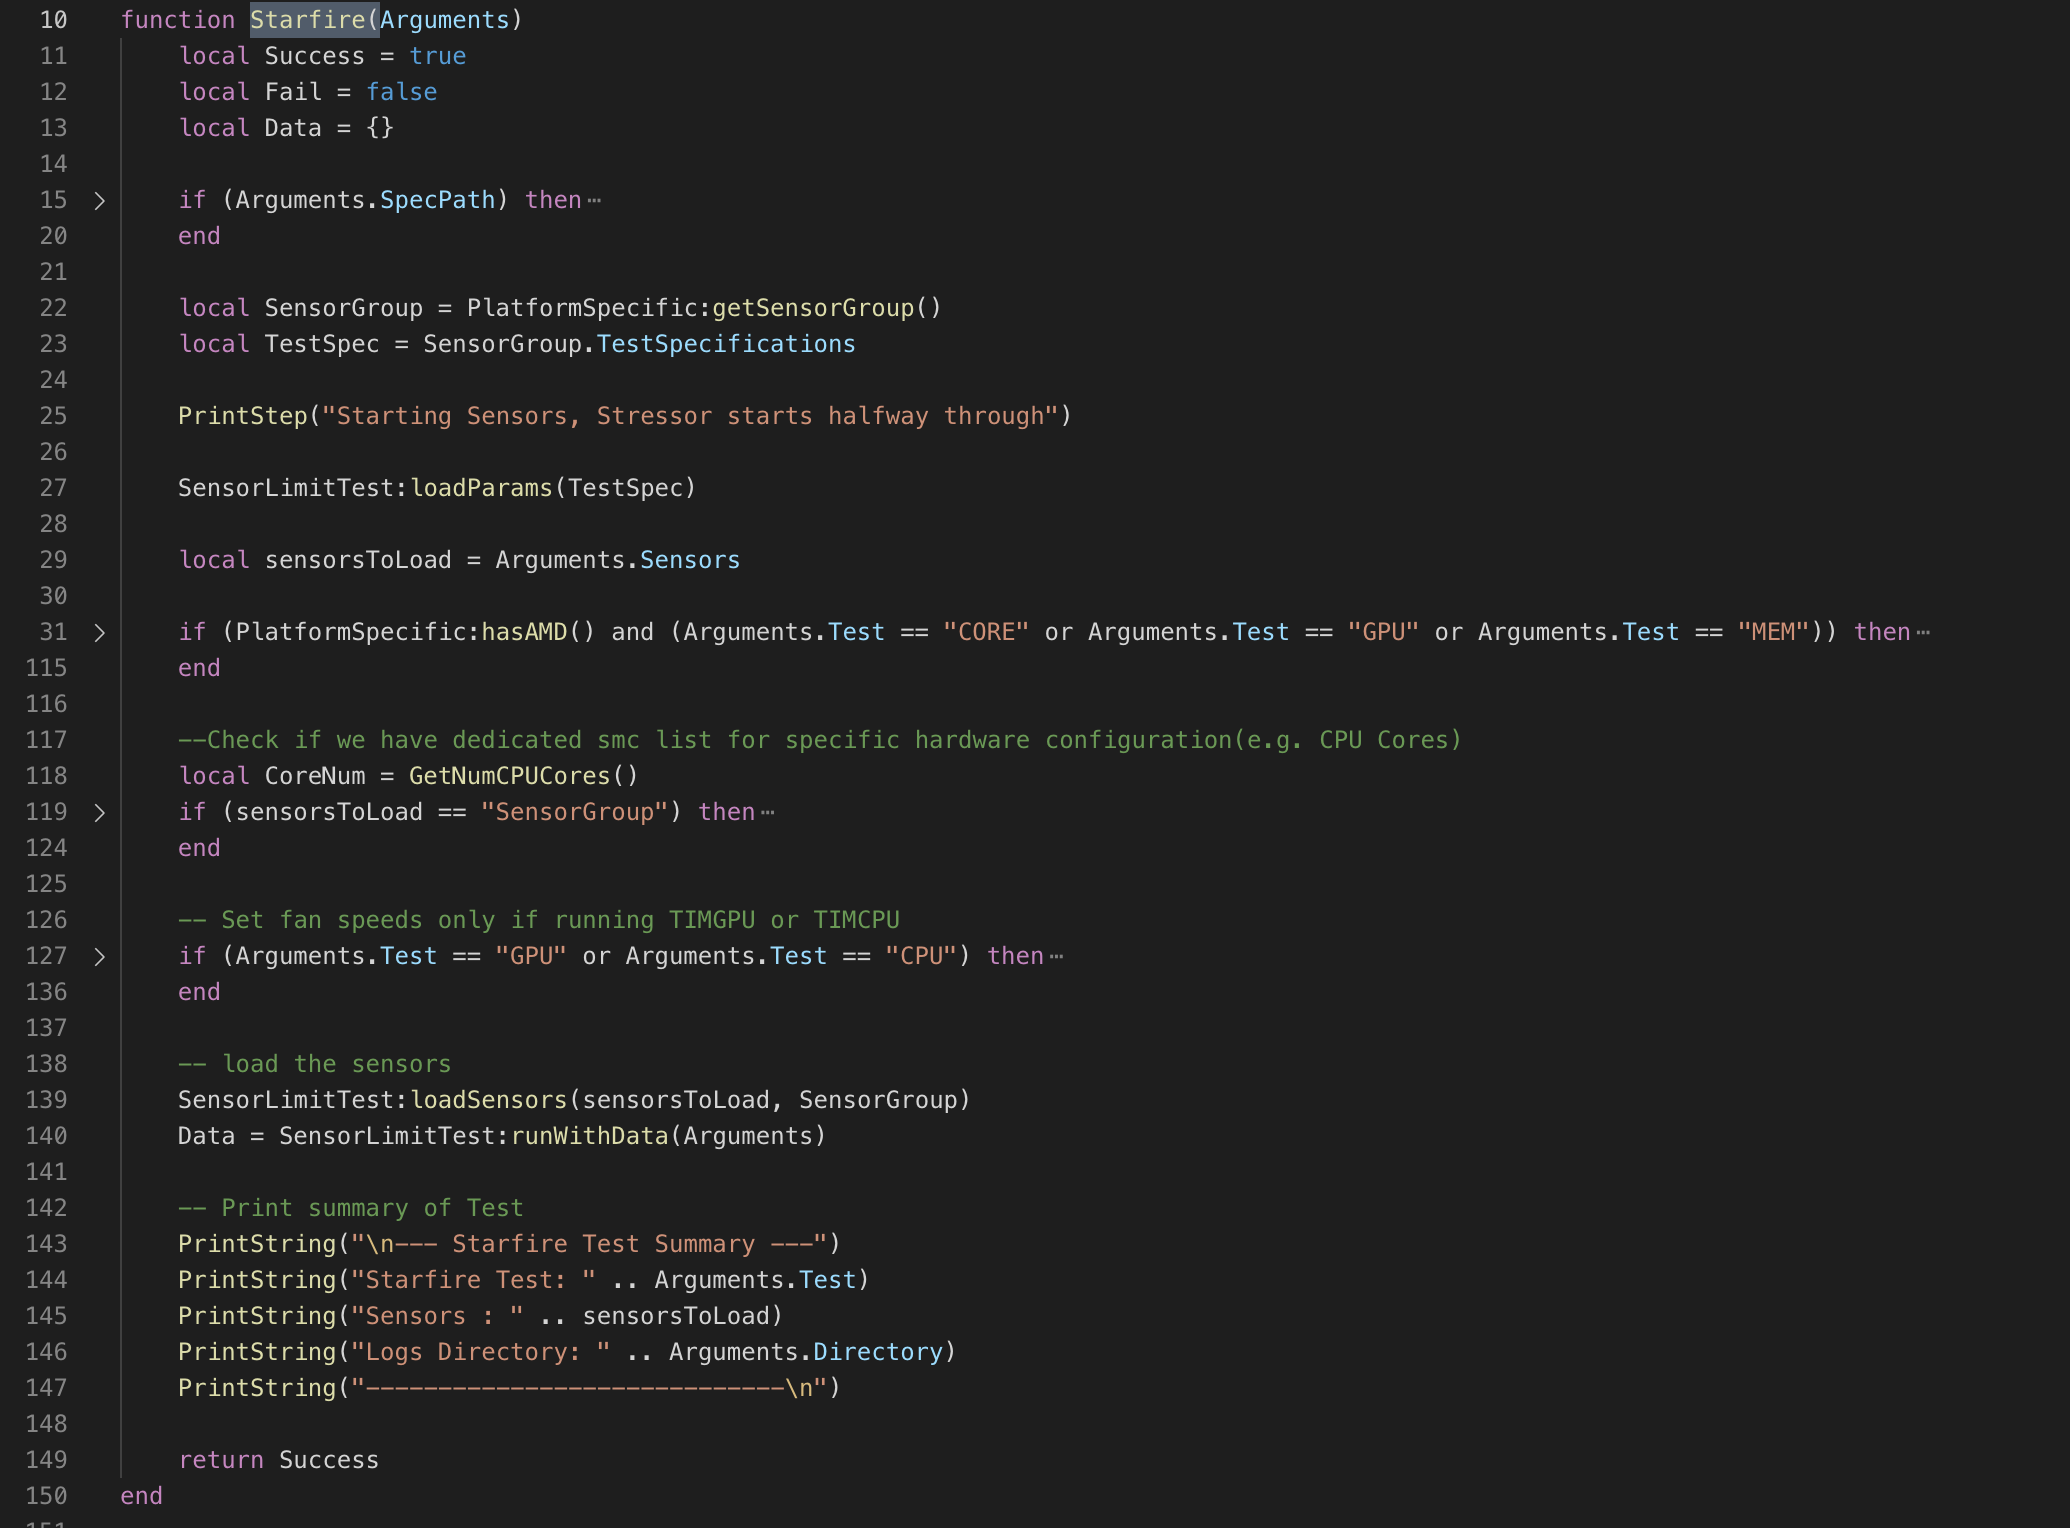 10 function Starfire(Arguments)
11 local Success = true
12 local Fail = false
13 local Data = {}
14
15 if (Arguments.SpecPath) then…
20 end
21
22 local SensorGroup = PlatformSpecific:getSensorGroup()
23 local TestSpec = SensorGroup.TestSpecifications
24
25 PrintStep("Starting Sensors, Stressor starts halfway through")
26
27 SensorLimitTest:loadParams(TestSpec)
28
29 local sensorsToLoad = Arguments.Sensors
30
31 if (PlatformSpecific:hasAMD() and (Arguments.Test == "CORE" or Arguments.Test == "GPU" or Arguments.Test == "MEM")) then…
115 end
116
117 --Check if we have dedicated smc list for specific hardware configuration(e.g. CPU Cores)
118 local CoreNum = GetNumCPUCores()
119 if (sensorsToLoad == "SensorGroup") then…
124 end
125
126 -- Set fan speeds only if running TIMGPU or TIMCPU
127 if (Arguments.Test == "GPU" or Arguments.Test == "CPU") then…
136 end
137
138 -- load the sensors
139 SensorLimitTest:loadSensors(sensorsToLoad, SensorGroup)
140 Data = SensorLimitTest:runWithData(Arguments)
141
142 -- Print summary of Test
143 PrintString("\n--- Starfire Test Summary ---")
144 PrintString("Starfire Test: " .. Arguments.Test)
145 PrintString("Sensors : " .. sensorsToLoad)
146 PrintString("Logs Directory: " .. Arguments.Directory)
147 PrintString("-----------------------------\n")
148
149 return Success
150 end
151